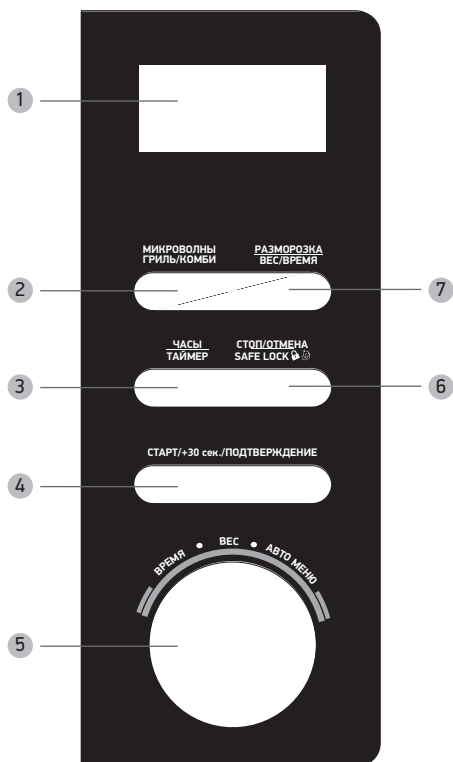 1
МИКРОВОЛНЫ
ГРИЛЬ/КОМБИ
РАЗМОРОЗКА
ВЕС/ВРЕМЯ
2
7
ЧАСЫ
ТАЙМЕР
СТОП/ОТМЕНА
SAFE LOCK
3
6
СТАРТ/+30 сек./ПОДТВЕРЖДЕНИЕ
4
ВРЕМЯ • ВЕС • АВТО МЕНЮ
5